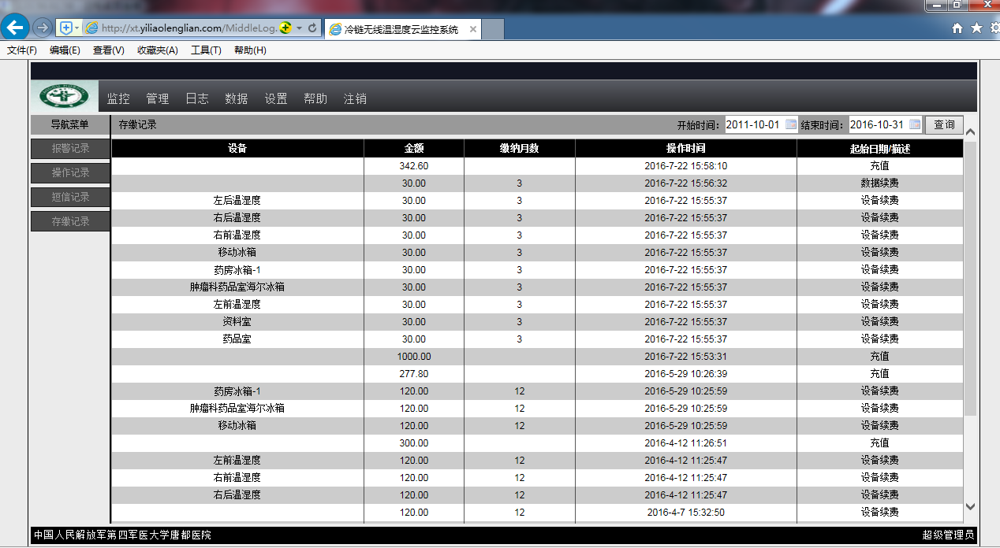 http://xt.yiliaolenglian.com/MiddleLog.
冷链无线温湿度云监控系统
文件(F) 编辑(E) 查看(V) 收藏夹(A) 工具(T) 帮助(H)
监控 管理 日志 数据 设置 帮助 注销
导航菜单 存缴记录 开始时间： 2011-10-01 结束时间： 2016-10-31 查询
报警记录
操作记录
短信记录
存缴记录
设备 金额 缴纳月数 操作时间 起始日期/描述
342.60 2016-7-22 15:58:10 充值
30.00 3 2016-7-22 15:56:32 数据续费
左后温湿度 30.00 3 2016-7-22 15:55:37 设备续费
右后温湿度 30.00 3 2016-7-22 15:55:37 设备续费
右前温湿度 30.00 3 2016-7-22 15:55:37 设备续费
移动冰箱 30.00 3 2016-7-22 15:55:37 设备续费
药房冰箱-1 30.00 3 2016-7-22 15:55:37 设备续费
肿瘤科药品室海尔冰箱 30.00 3 2016-7-22 15:55:37 设备续费
左前温湿度 30.00 3 2016-7-22 15:55:37 设备续费
资料室 30.00 3 2016-7-22 15:55:37 设备续费
药品室 30.00 3 2016-7-22 15:55:37 设备续费
1000.00 2016-7-22 15:53:31 充值
277.80 2016-5-29 10:26:39 充值
药房冰箱-1 120.00 12 2016-5-29 10:25:59 设备续费
肿瘤科药品室海尔冰箱 120.00 12 2016-5-29 10:25:59 设备续费
移动冰箱 120.00 12 2016-5-29 10:25:59 设备续费
300.00 2016-4-12 11:26:51 充值
左前温湿度 120.00 12 2016-4-12 11:25:47 设备续费
右前温湿度 120.00 12 2016-4-12 11:25:47 设备续费
右后温湿度 120.00 12 2016-4-12 11:25:47 设备续费
120.00 12 2016-4-7 15:32:50 设备续费
中国人民解放军第四军医大学唐都医院 超级管理员